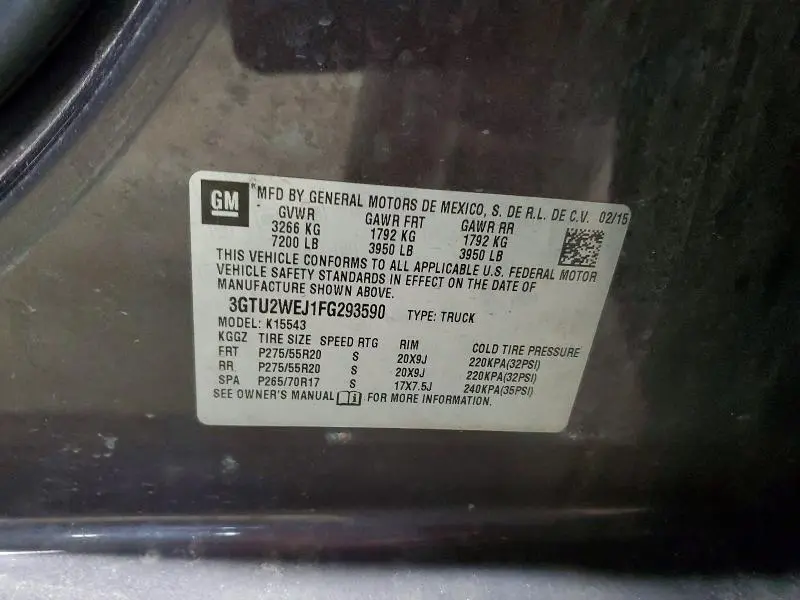 GM *MFD BY GENERAL MOTORS DE MEXICO, S. DE R.L. DE C.V. 02/15
GVWR GAWR FRT GAWR RR
3266 KG 1792 KG 1792 KG
7200 LB 3950 LB 3950 LB
THIS VEHICLE CONFORMS TO ALL APPLICABLE U.S. FEDERAL MOTOR
VEHICLE SAFETY STANDARDS IN EFFECT ON THE DATE OF
MANUFACTURE SHOWN ABOVE.
3GTU2WEJ1FG293590 TYPE: TRUCK
MODEL: K15543
KGGZ TIRE SIZE SPEED RTG RIM COLD TIRE PRESSURE
FRT P275/55R20 S 20X9J 220KPA(32PSI)
RR P275/55R20 S 20X9J 220KPA(32PSI)
SPA P265/70R17 S 17X7.5J 240KPA(35PSI)
SEE OWNER'S MANUAL i FOR MORE INFORMATION.